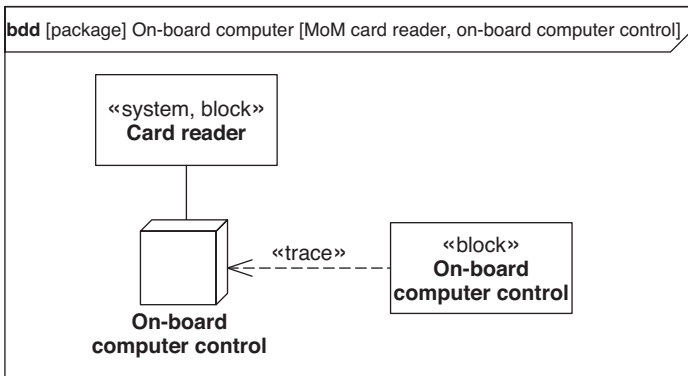 bdd [package] On-board computer [MoM card reader, on-board computer control]
«system, block»
Card reader
«trace»
«block»
On-board
computer control
On-board
computer control